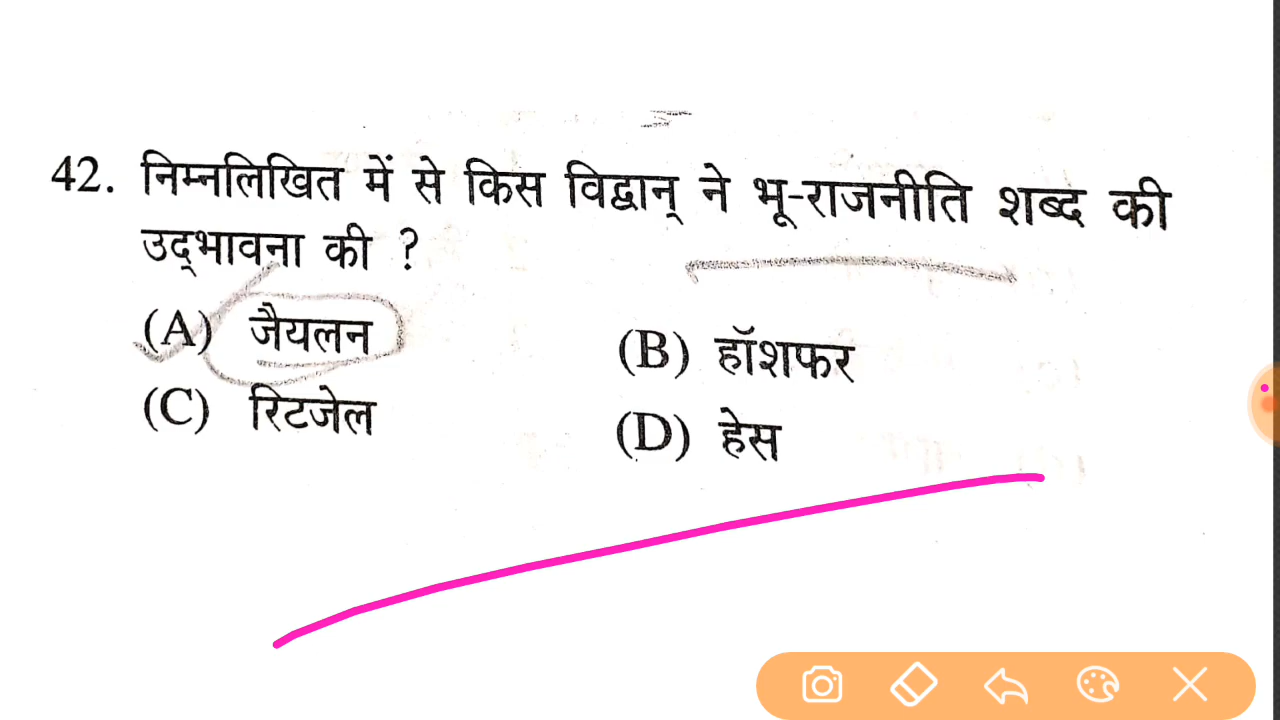 42. निम्नलिखित में से किस विद्वान् ने भू-राजनीति शब्द की
उद्‌भावना की ?
(A) जैयलन
(B) हॉशफर
(C) रिटजेल
(D) हेस